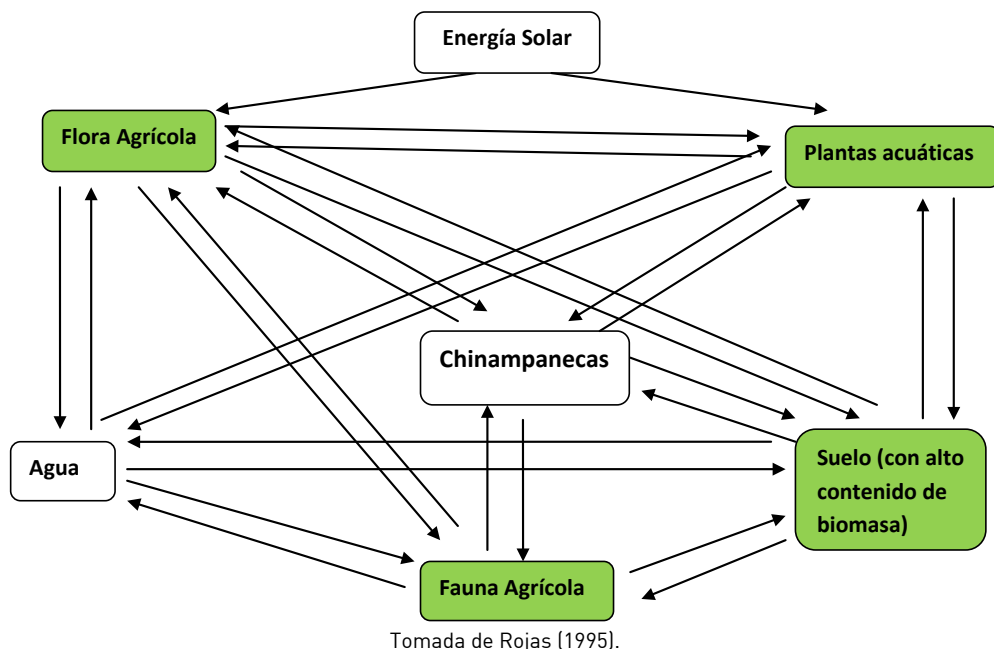 Energía Solar
Flora Agrícola
Plantas acuáticas
Chinampanecas
Agua
Suelo (con alto
contenido de
biomasa)
Fauna Agrícola
Tomada de Rojas (1995).